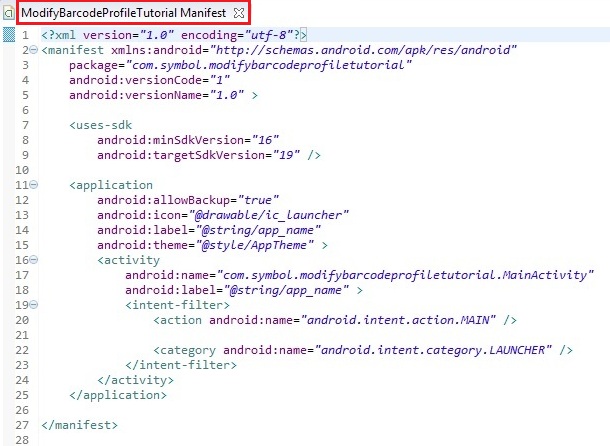 ModifyBarcodeProfileTutorial Manifest
1 <?xml version="1.0" encoding="utf-8"?>
2 <manifest xmlns:android="http://schemas.android.com/apk/res/android"
3     package="com.symbol.modifybarcodeprofiletutorial"
4     android:versionCode="1"
5     android:versionName="1.0" >
6
7     <uses-sdk
8         android:minSdkVersion="16"
9         android:targetSdkVersion="19" />
10
11     <application
12         android:allowBackup="true"
13         android:icon="@drawable/ic_launcher"
14         android:label="@string/app_name"
15         android:theme="@style/AppTheme" >
16         <activity
17             android:name="com.symbol.modifybarcodeprofiletutorial.MainActivity"
18             android:label="@string/app_name" >
19             <intent-filter>
20                 <action android:name="android.intent.action.MAIN" />
21
22                 <category android:name="android.intent.category.LAUNCHER" />
23             </intent-filter>
24         </activity>
25     </application>
26
27 </manifest>
28